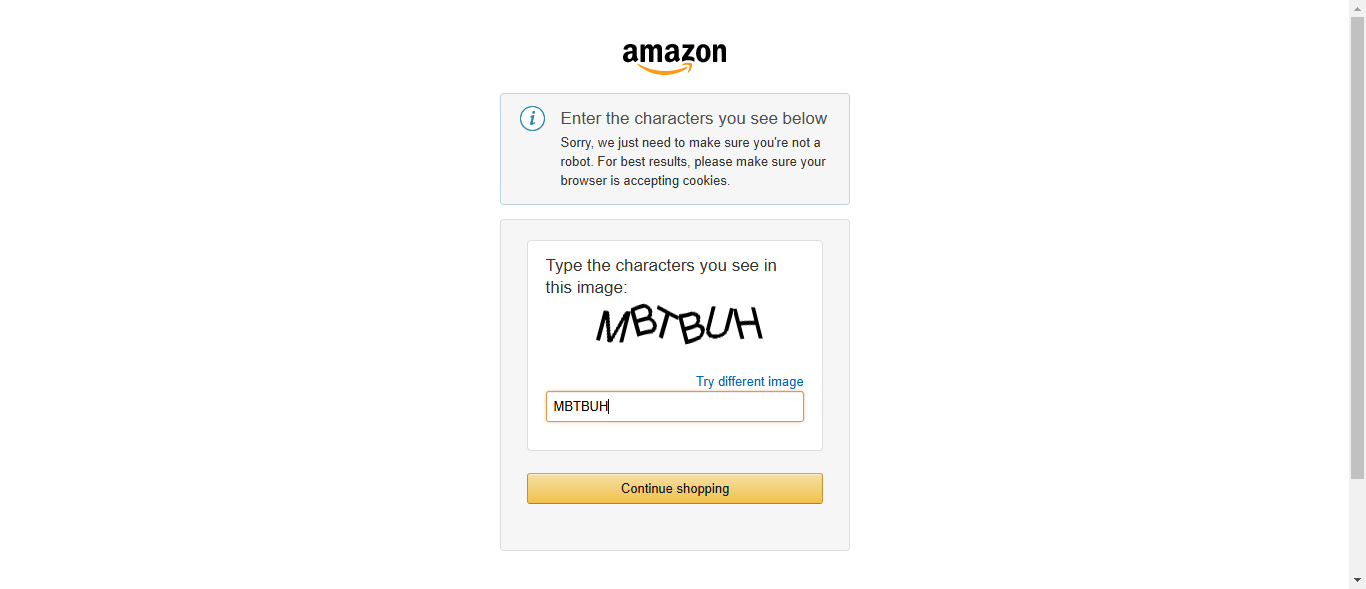 amazon
Enter the characters you see below
Sorry, we just need to make sure you're not a
robot. For best results, please make sure your
browser is accepting cookies.
Type the characters you see in
this image:
MBTBUH
Try different image
MBTBUH
Continue shopping